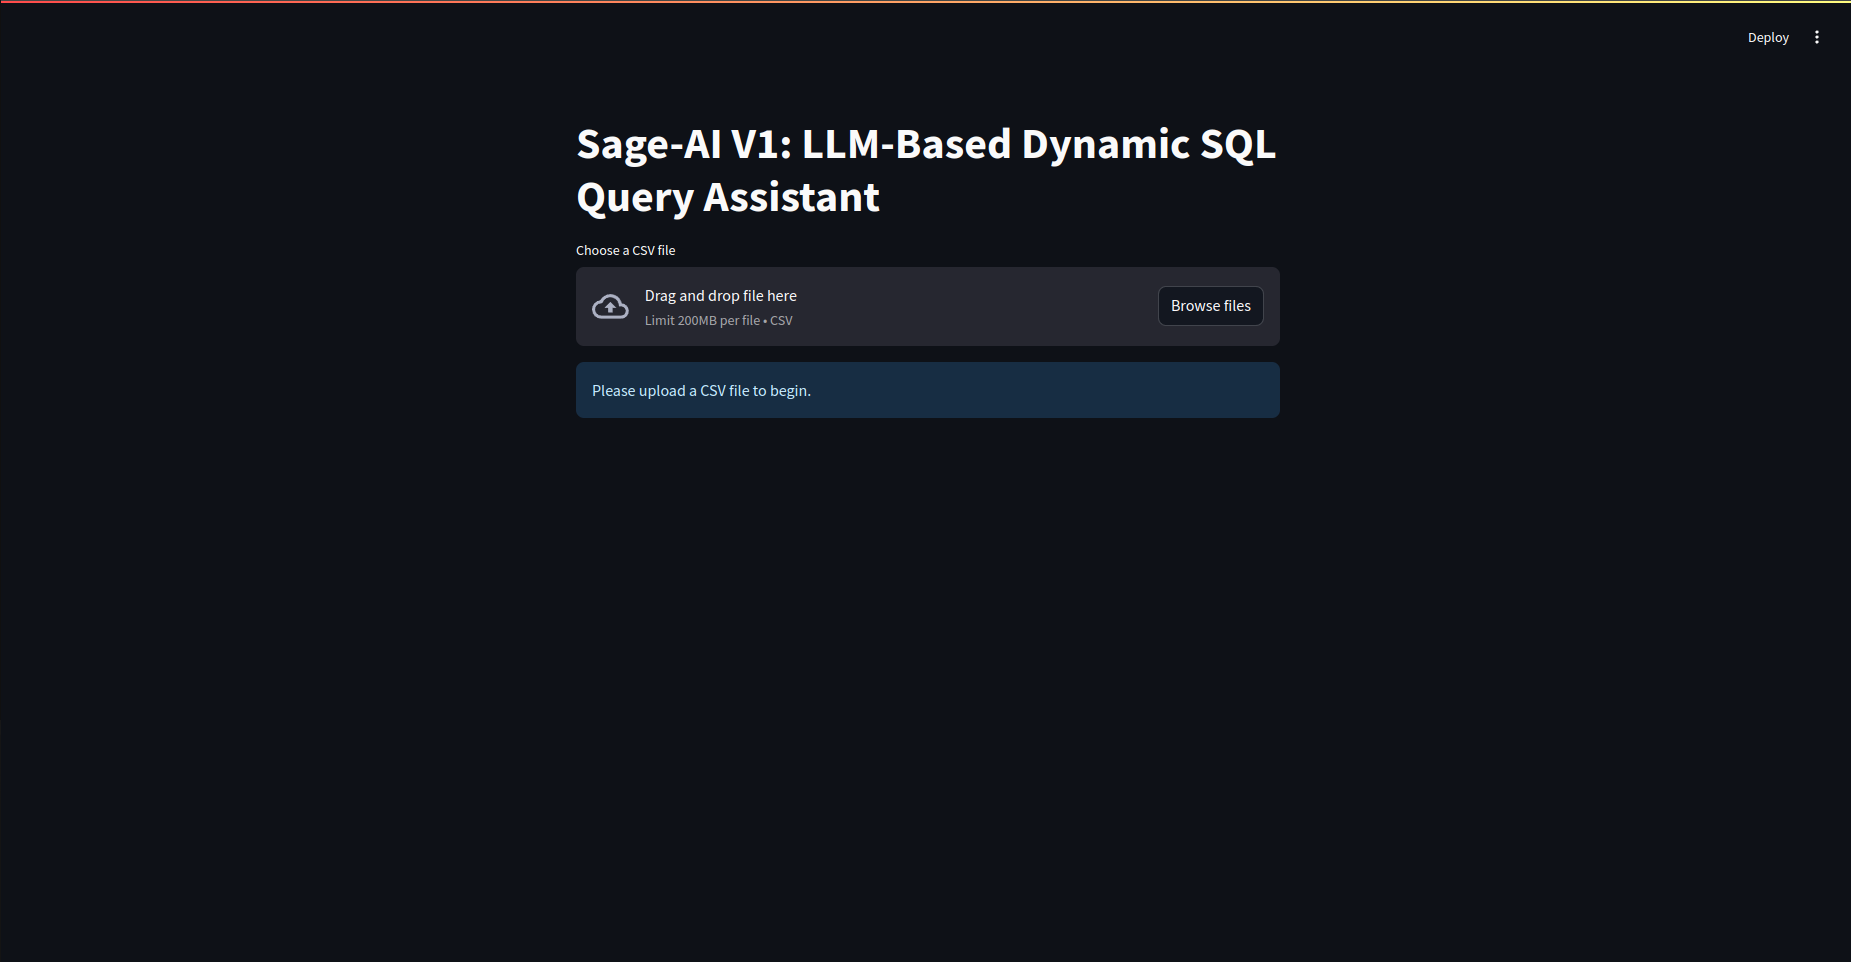 Deploy
Sage-AI V1: LLM-Based Dynamic SQL
Query Assistant
Choose a CSV file
Drag and drop file here
Limit 200MB per file • CSV
Browse files
Please upload a CSV file to begin.